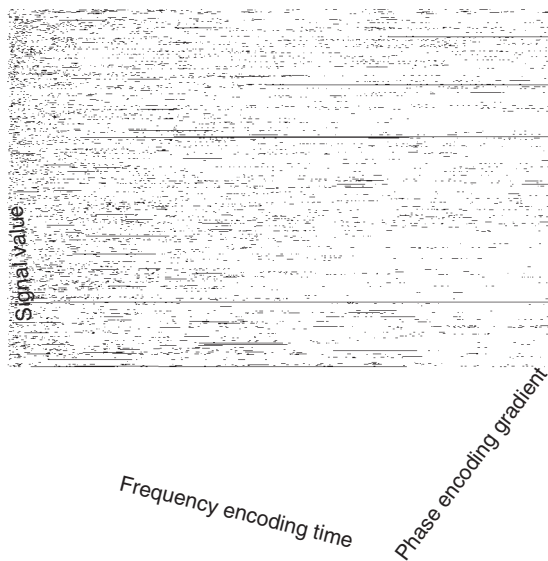 Signal value
Frequency encoding time
Phase encoding gradient